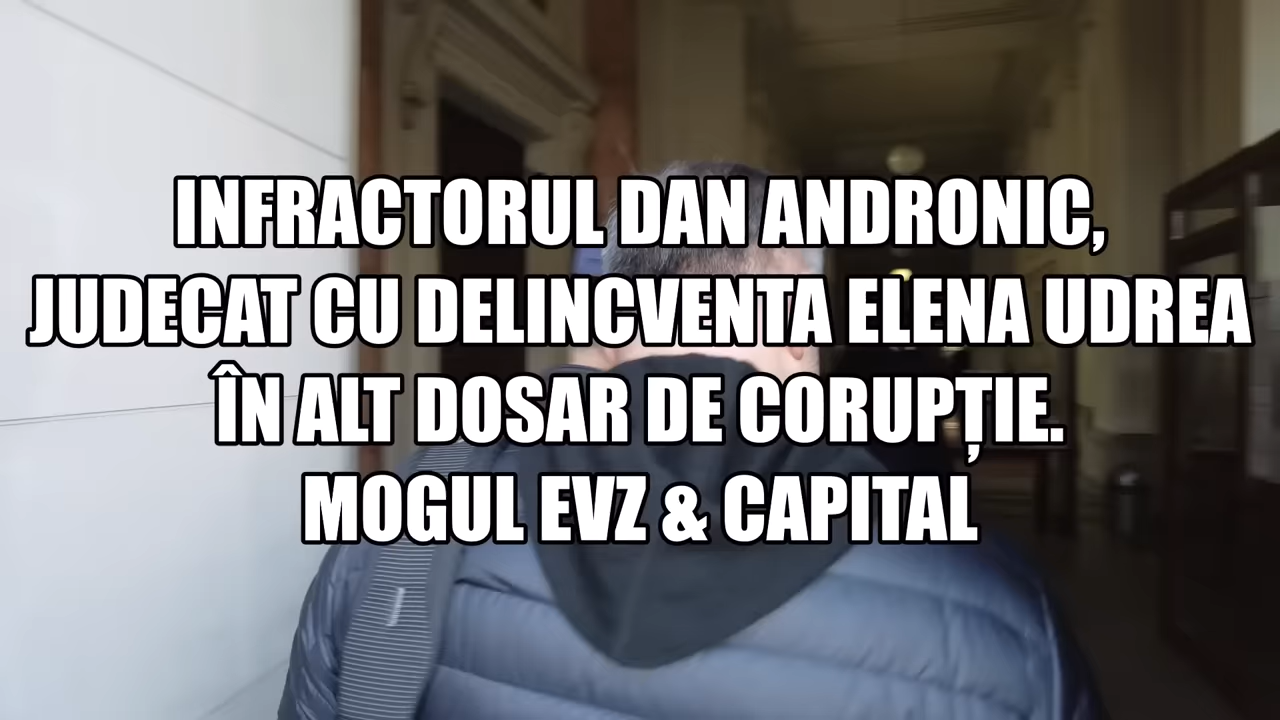 INFRACTORUL DAN ANDRONIC,
JUDECAT CU DELINCVENTA ELENA UDREA
ÎN ALT DOSAR DE CORUPȚIE.
MOGUL EVZ & CAPITAL